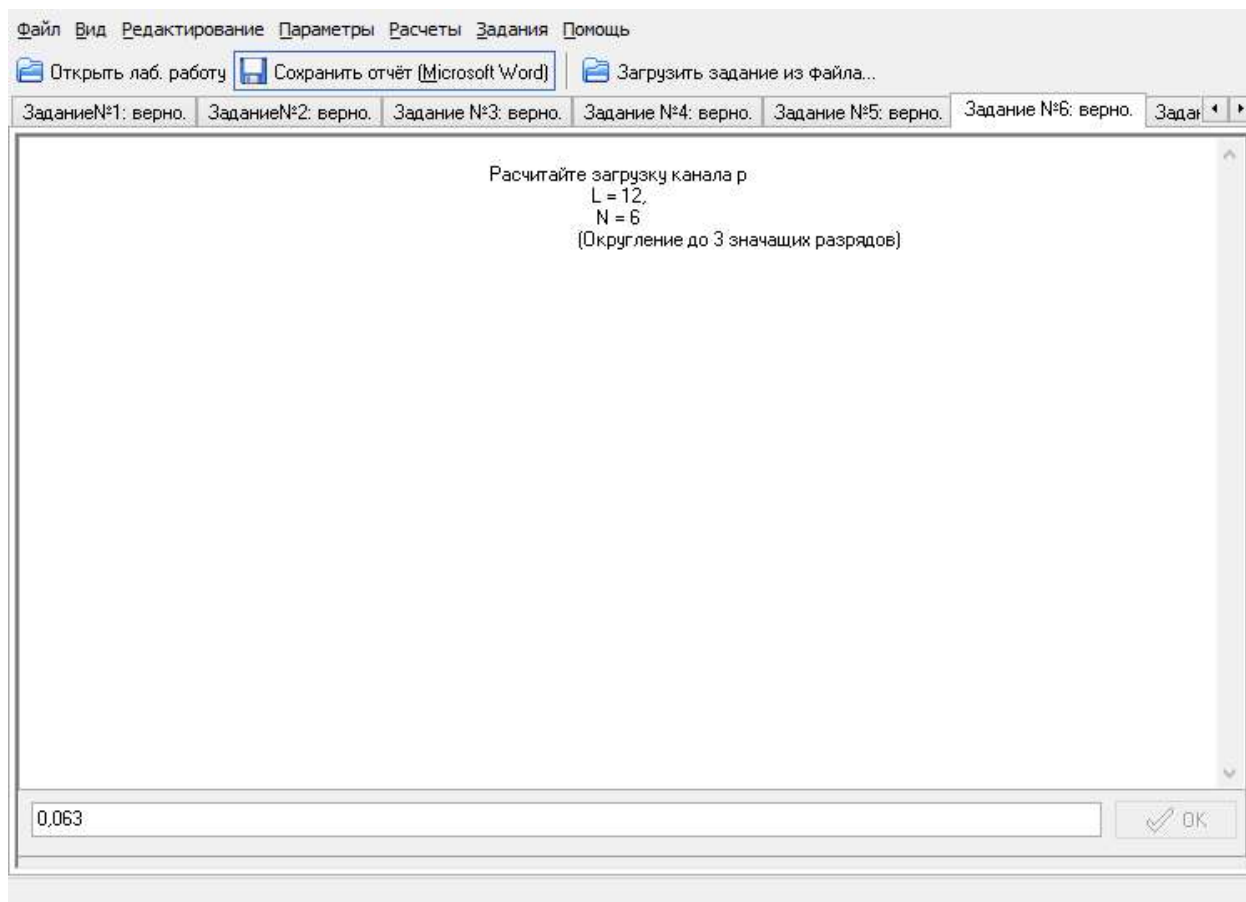 Файл Вид Редактирование Параметры Расчеты Задания Помощь
Открыть лаб. работу Сохранить отчёт (Microsoft Word) Загрузить задание из файла...
Задание№1: верно. Задание№2: верно. Задание №3: верно. Задание №4: верно. Задание №5: верно. Задание №6: верно. Задан
Расчитайте загрузку канала р
L = 12,
N = 6
(Округление до 3 значащих разрядов)
0,063
OK